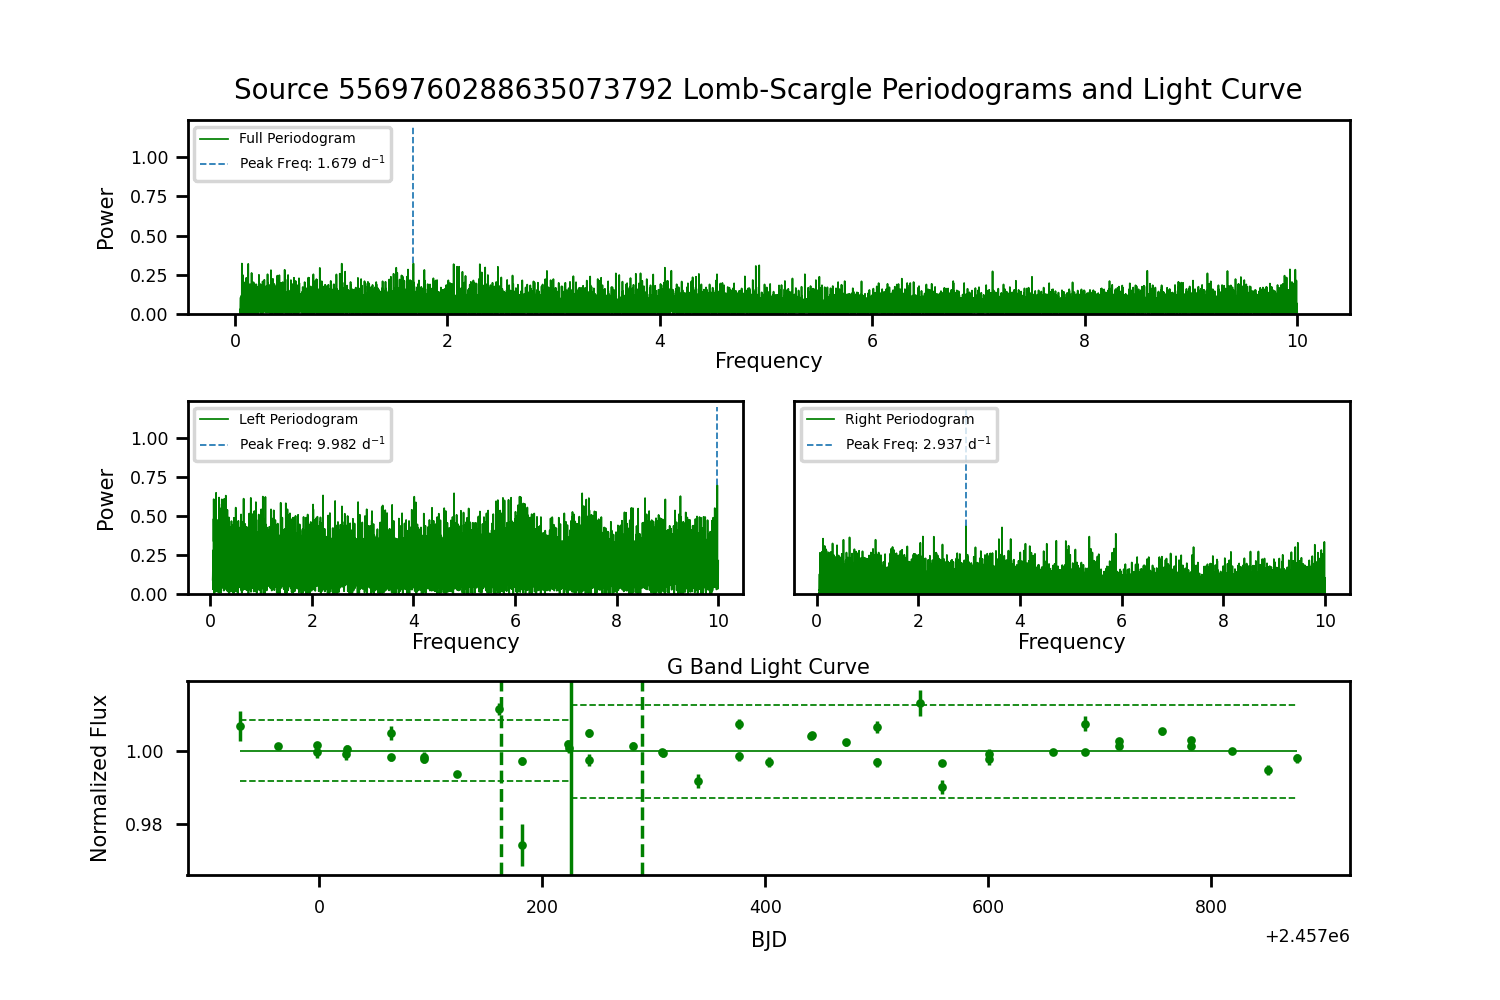 Source 5569760288635073792 Lomb-Scargle Periodograms and Light Curve
Full Periodogram
Peak Freq: 1.679 d⁻¹
Power
1.00
0.75
0.50
0.25
0.00
0 2 4 6 8 10
Frequency
Left Periodogram
Peak Freq: 9.982 d⁻¹
Power
1.00
0.75
0.50
0.25
0.00
0 2 4 6 8 10
Frequency
Right Periodogram
Peak Freq: 2.937 d⁻¹
0 2 4 6 8 10
Frequency
G Band Light Curve
Normalized Flux
1.00
0.98
0 200 400 600 800
BJD
+2.457e6